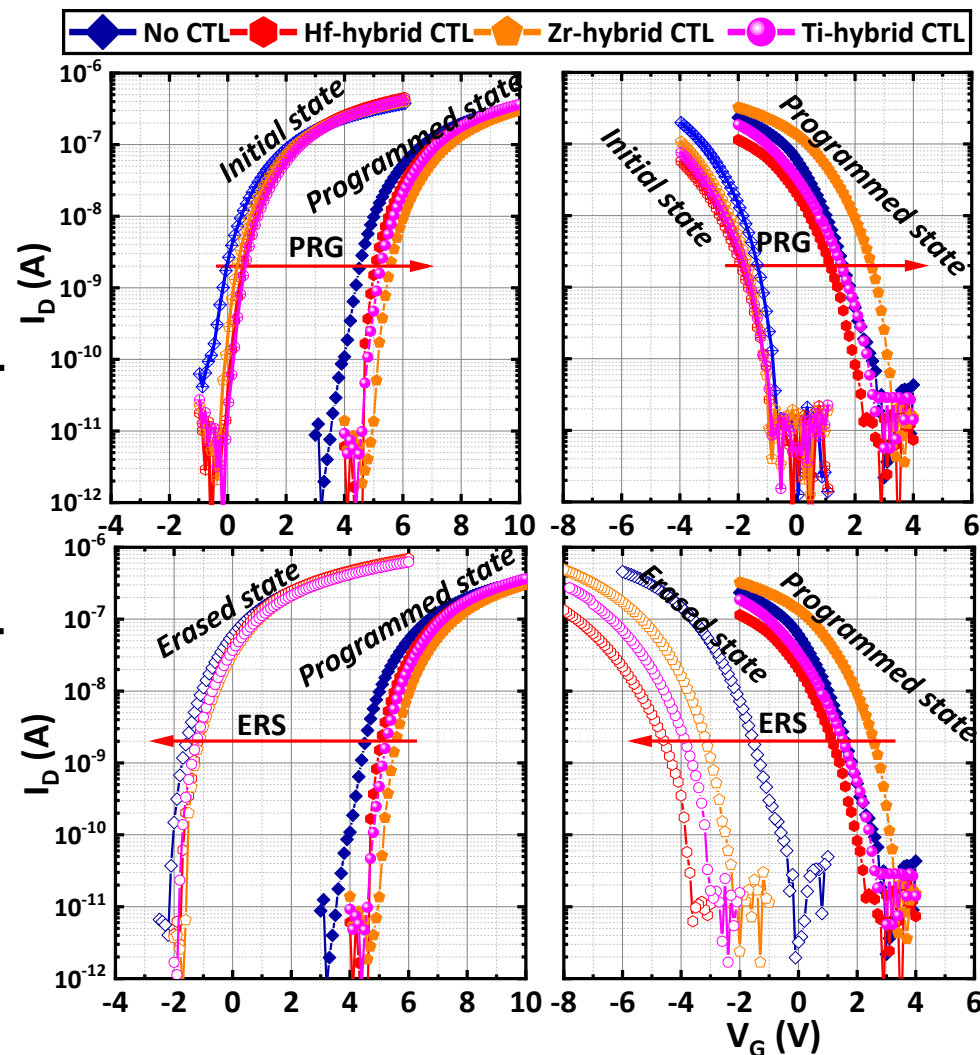 No CTL Hf-hybrid CTL Zr-hybrid CTL Ti-hybrid CTL
10^-6
10^-7
10^-8
10^-9
10^-10
10^-11
10^-12
I_D (A)
Initial state
Programmed state
PRG
-4 -2 0 2 4 6 8 10
Initial state
Programmed state
PRG
-8 -6 -4 -2 0 2 4 6
10^-6
10^-7
10^-8
10^-9
10^-10
10^-11
10^-12
I_D (A)
Erased state
Programmed state
ERS
-4 -2 0 2 4 6 8 10
Erased state
Programmed state
ERS
-8 -6 -4 -2 0 2 4 6
V_G (V)